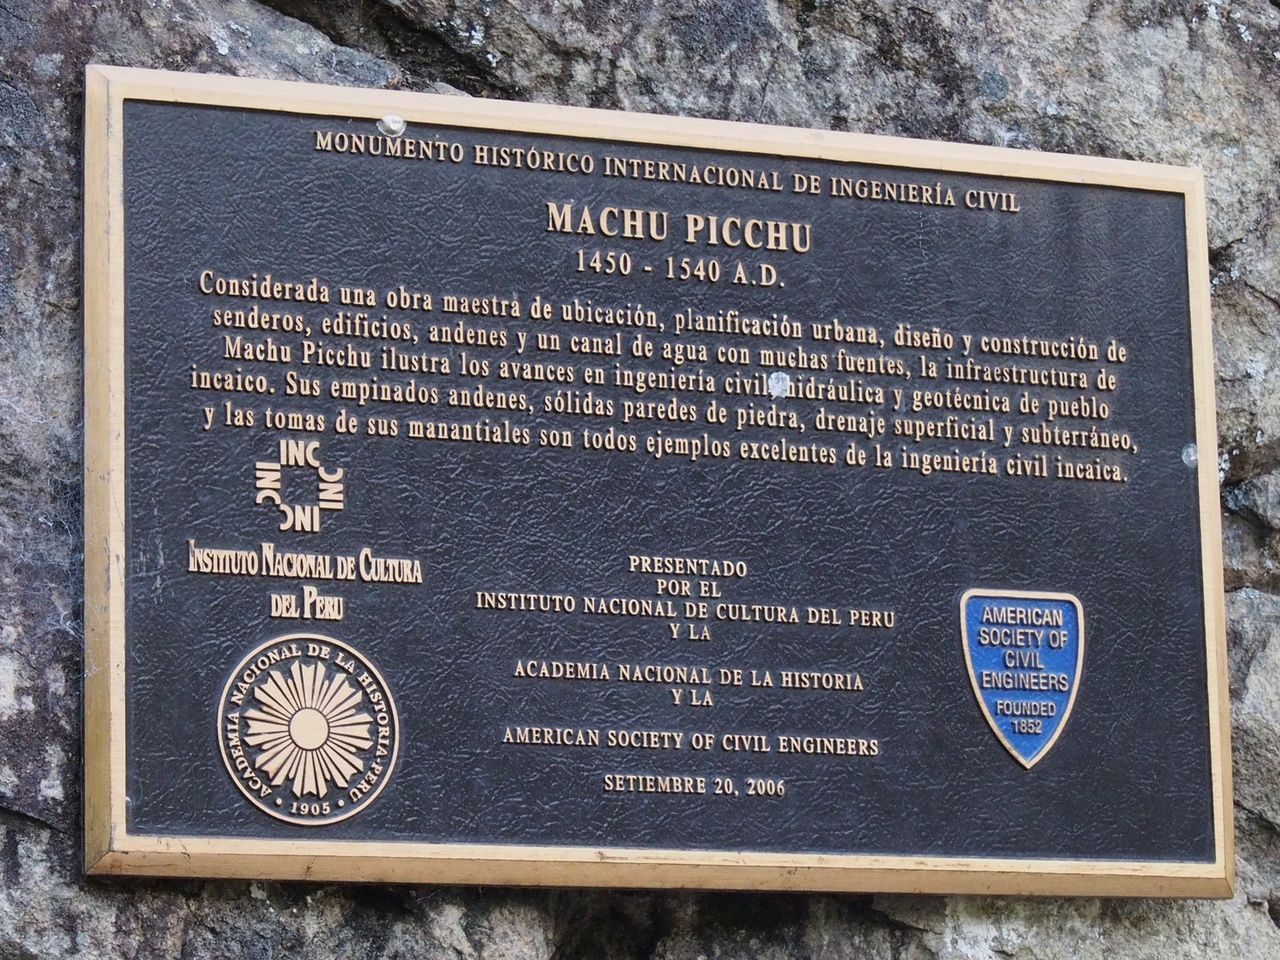 MONUMENTO HISTÓRICO INTERNACIONAL DE INGENIERÍA CIVIL
MACHU PICCHU
1450 - 1540 A.D.
Considerada una obra maestra de ubicación, planificación urbana, diseño y construcción de
senderos, edificios, andenes y un canal de agua con muchas fuentes, la infraestructura de
Machu Picchu ilustra los avances en ingeniería civil, hidráulica y geotécnica de pueblo
incaico. Sus empinados andenes, sólidas paredes de piedra, drenaje superficial y subterráneo,
y las tomas de sus manantiales son todos ejemplos excelentes de la ingeniería civil incaica.
INC
INC
INC
INC
INSTITUTO NACIONAL DE CULTURA
DEL PERU
ACADEMIA NACIONAL DE LA HISTORIA-PERU
• 1905 •
PRESENTADO
POR EL
INSTITUTO NACIONAL DE CULTURA DEL PERU
Y LA
ACADEMIA NACIONAL DE LA HISTORIA
Y LA
AMERICAN SOCIETY OF CIVIL ENGINEERS
SETIEMBRE 20, 2006
AMERICAN
SOCIETY OF
CIVIL
ENGINEERS
FOUNDED
1852